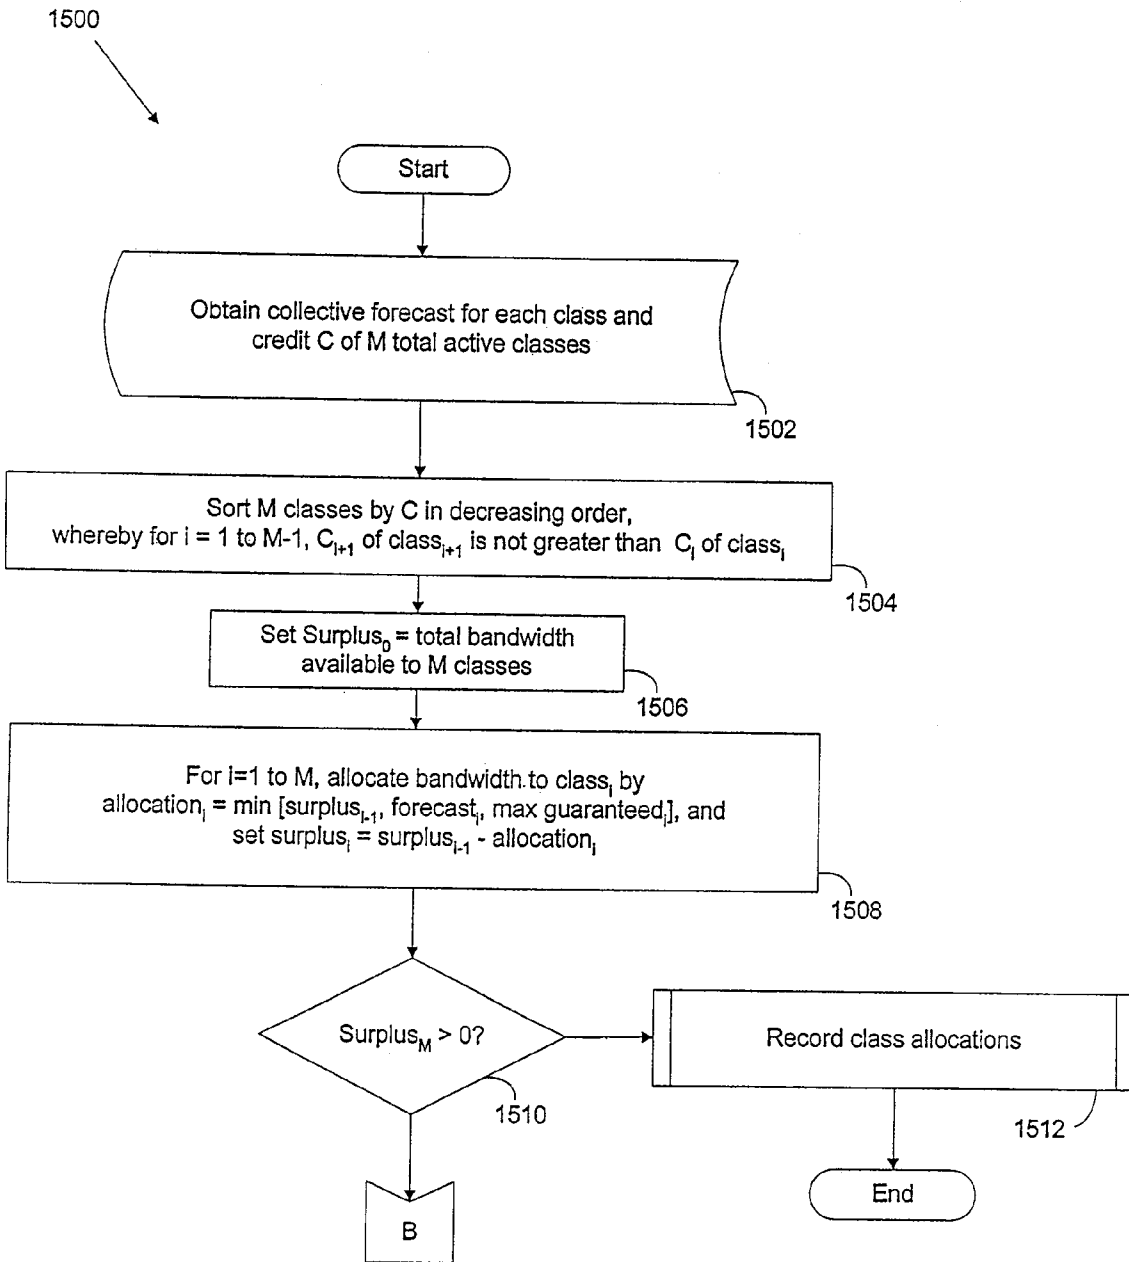 1500
Start
Obtain collective forecast for each class and
credit C of M total active classes
1502
Sort M classes by C in decreasing order,
whereby for i = 1 to M-1, C_{i+1} of class_{i+1} is not greater than C_i of class_i
1504
Set Surplus_0 = total bandwidth
available to M classes
1506
For i=1 to M, allocate bandwidth to class_i by
allocation_i = min [surplus_{i-1}, forecast_i, max guaranteed_i], and
set surplus_i = surplus_{i-1} - allocation_i
1508
Surplus_M > 0?
1510
Record class allocations
1512
End
B